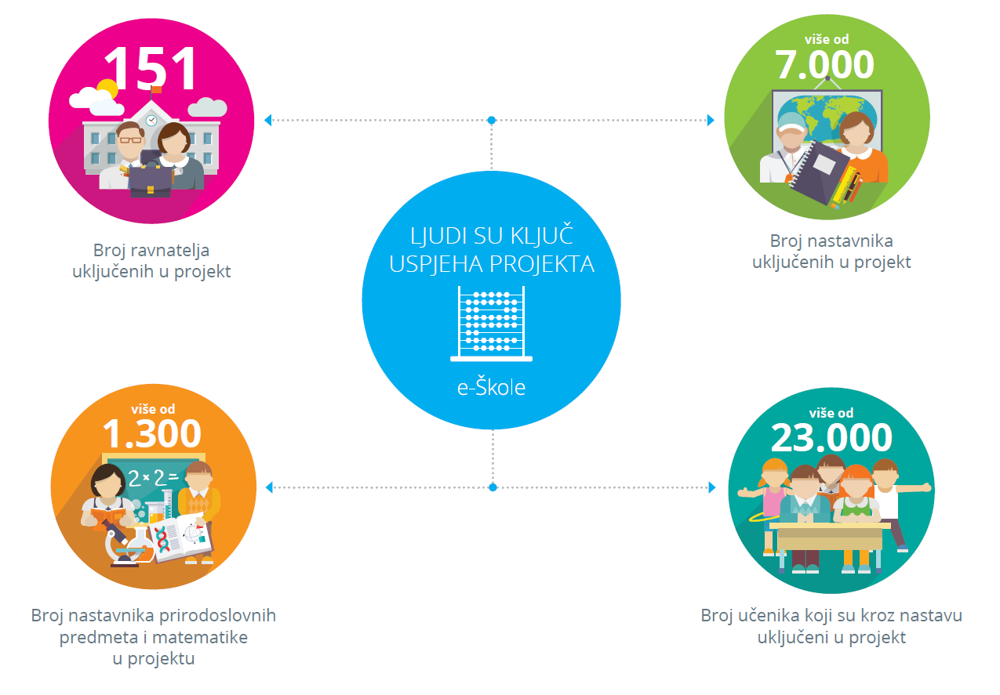 151
Broj ravnatelja
uključenih u projekt
više od
7.000
Broj nastavnika
uključenih u projekt
LJUDI SU KLJUČ
USPJEHA PROJEKTA
e-Škole
više od
1.300
2 × 2 =
Broj nastavnika prirodoslovnih
predmeta i matematike
u projektu
više od
23.000
Broj učenika koji su kroz nastavu
uključeni u projekt